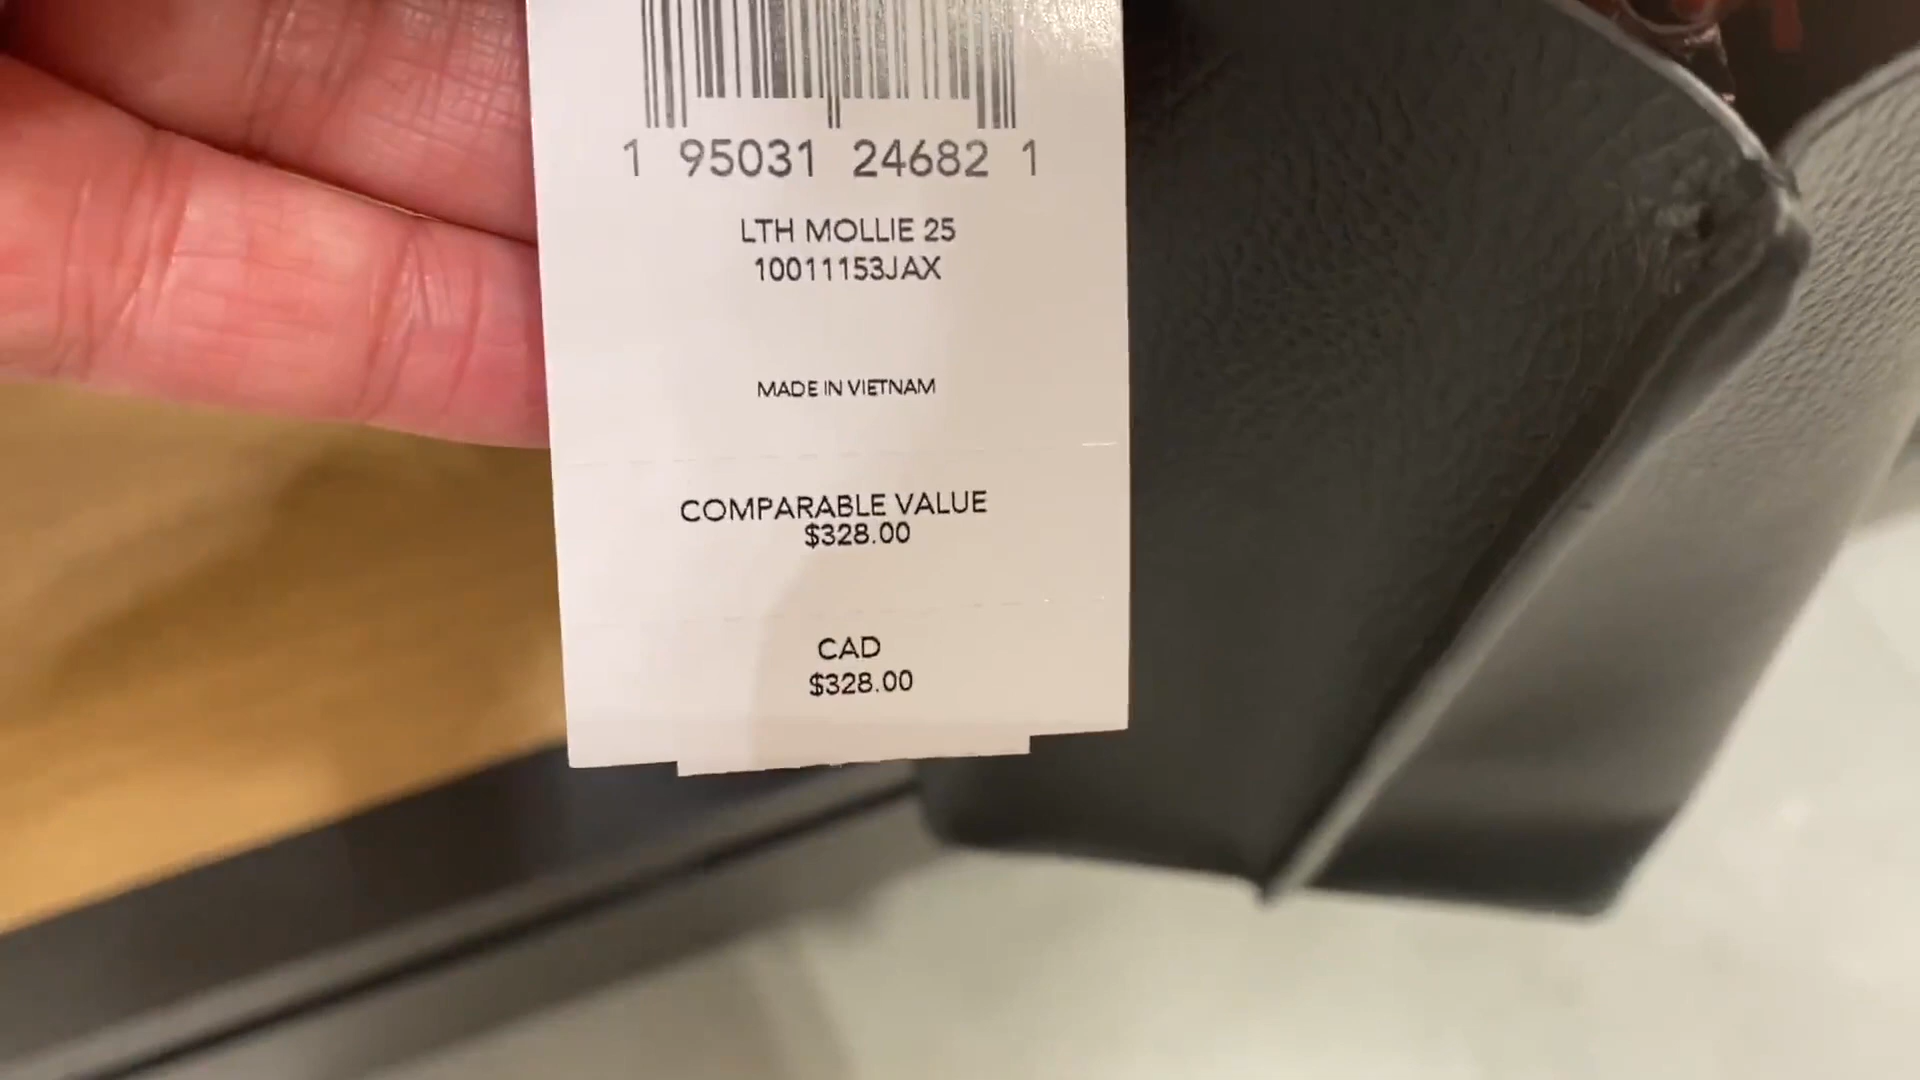 1 95031 24682 1
LTH MOLLIE 25
10011153JAX
MADE IN VIETNAM
COMPARABLE VALUE
$328.00
CAD
$328.00